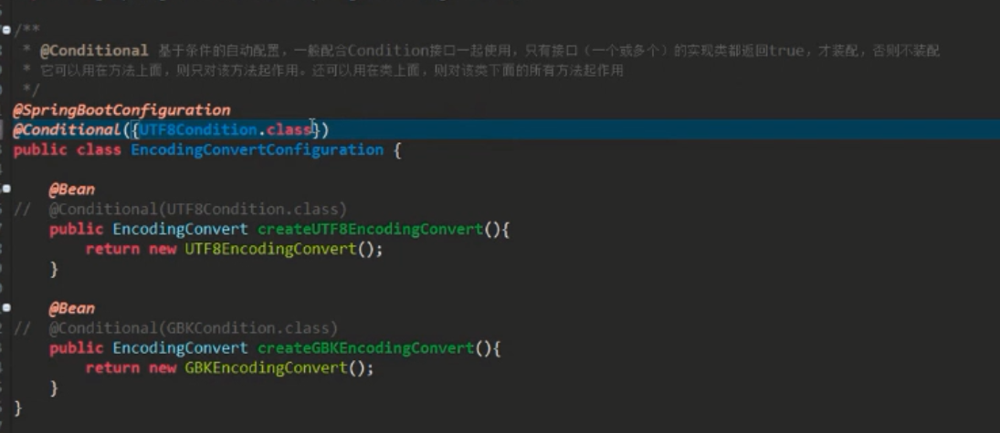 /**
* @Conditional 基于条件的自动配置，一般配合Condition接口一起使用，只有接口（一个或多个）的实现类都返回true，才装配，否则不装配
* 它可以用在方法上面，则只对该方法起作用，还可以用在类上面，则对该类下面的所有方法起作用
*/
@SpringBootConfiguration
@Conditional({UTF8Condition.class})
public class EncodingConvertConfiguration {
@Bean
// @Conditional(UTF8Condition.class)
public EncodingConvert createUTF8EncodingConvert(){
return new UTF8EncodingConvert();
}
@Bean
// @Conditional(GBKCondition.class)
public EncodingConvert createGBKEncodingConvert(){
return new GBKEncodingConvert();
}
}